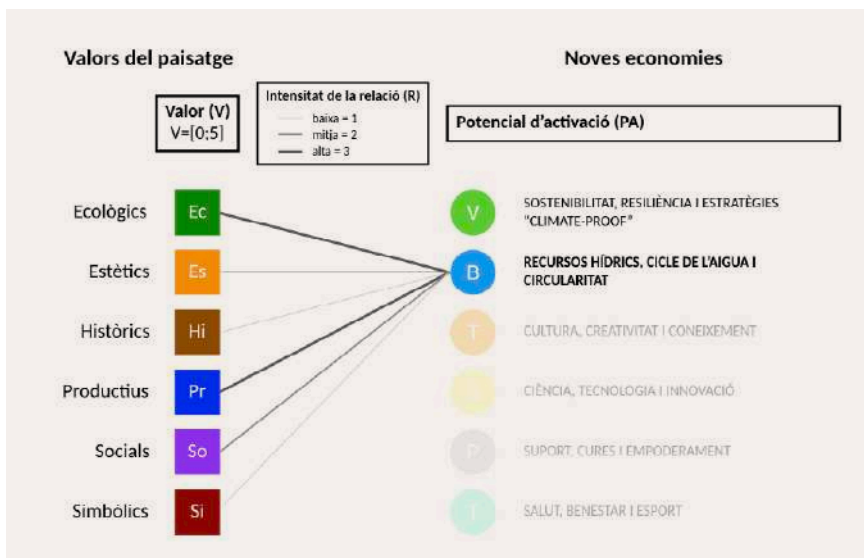 Valors del paisatge
Noves economies
Valor (V)
V=[0;5]
Intensitat de la relació (R)
baixa = 1
mitja = 2
alta = 3
Potencial d'activació (PA)
Ecològics
Ec
V
SOSTENIBILITAT, RESILIÈNCIA I ESTRATÈGIES
"CLIMATE-PROOF"
Estètics
Es
B
RECURSOS HÍDRICS, CICLE DE L'AIGUA I
CIRCULARITAT
Històrics
Hi
T
CULTURA, CREATIVITAT I CONEIXEMENT
Productius
Pr
CIÈNCIA, TECNOLOGIA I INNOVACIÓ
Socials
So
P
SUPORT, CURES I EMPODERAMENT
Simbòlics
Si
SALUT, BENESTAR I ESPORT